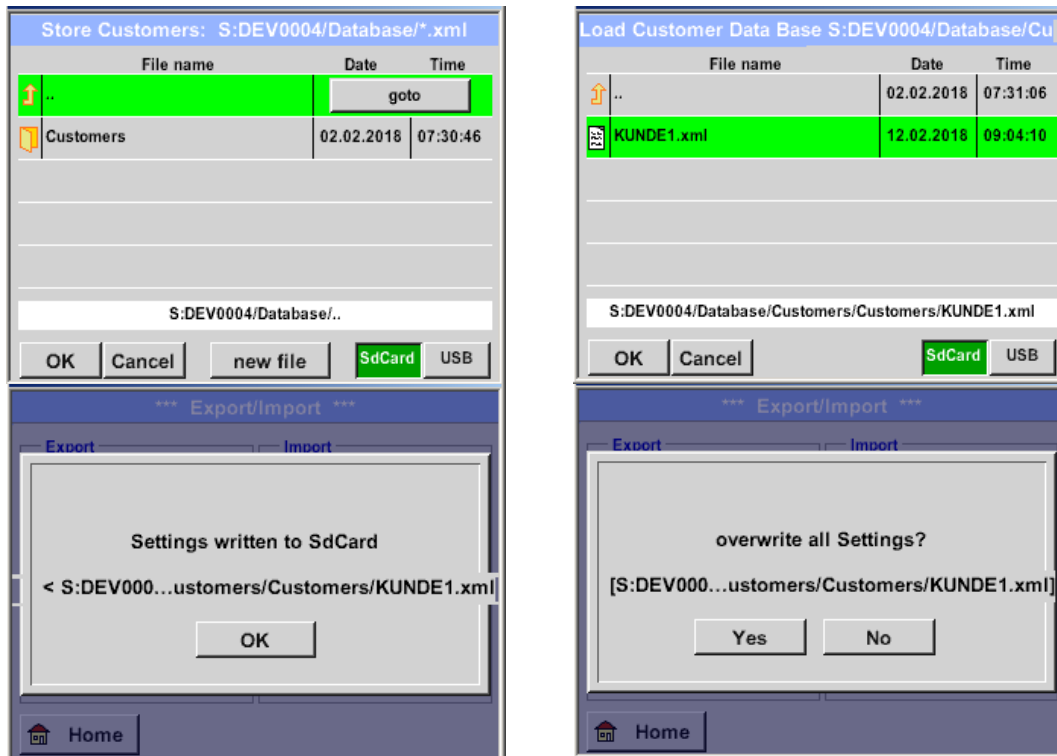 Store Customers: S:DEV0004/Database/*.xml
File name Date Time
.. goto
Customers 02.02.2018 07:30:46
S:DEV0004/Database/..
OK Cancel new file SdCard USB
*** Export/Import ***
Export Import
Settings written to SdCard
< S:DEV000...ustomers/Customers/KUNDE1.xml
OK
Home
Load Customer Data Base S:DEV0004/Database/Cu
File name Date Time
.. 02.02.2018 07:31:06
KUNDE1.xml 12.02.2018 09:04:10
S:DEV0004/Database/Customers/Customers/KUNDE1.xml
OK Cancel SdCard USB
*** Export/Import ***
Export Import
overwrite all Settings?
[S:DEV000...ustomers/Customers/KUNDE1.xml]
Yes No
Home